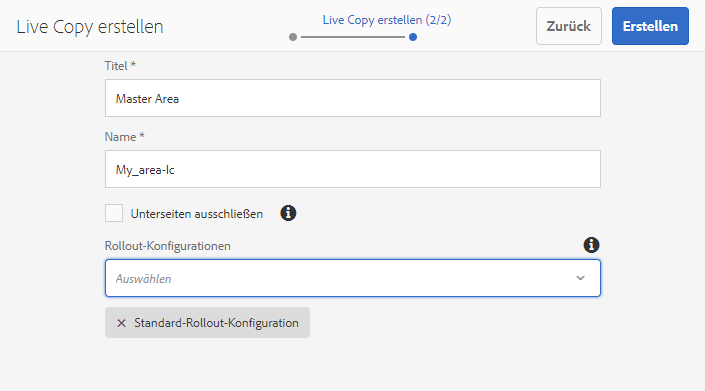 Live Copy erstellen
Live Copy erstellen (2/2)
Zurück
Erstellen
Titel *
Master Area
Name *
My_area-lc
Unterseiten ausschließen
Rollout-Konfigurationen
Auswählen
Standard-Rollout-Konfiguration